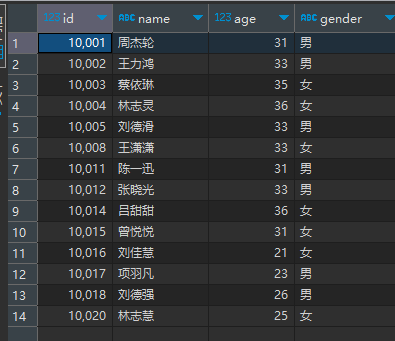 123 id ABC name 123 age ABC gender
1 10,001 周杰轮 31 男
2 10,002 王力鸿 33 男
3 10,003 蔡依琳 35 女
4 10,004 林志灵 36 女
5 10,005 刘德滑 33 男
6 10,008 王潇潇 33 女
7 10,011 陈一迅 31 男
8 10,012 张晓光 33 男
9 10,014 吕甜甜 36 女
10 10,015 曾悦悦 31 女
11 10,016 刘佳慧 21 女
12 10,017 项羽凡 23 男
13 10,018 刘德强 26 男
14 10,020 林志慧 25 女